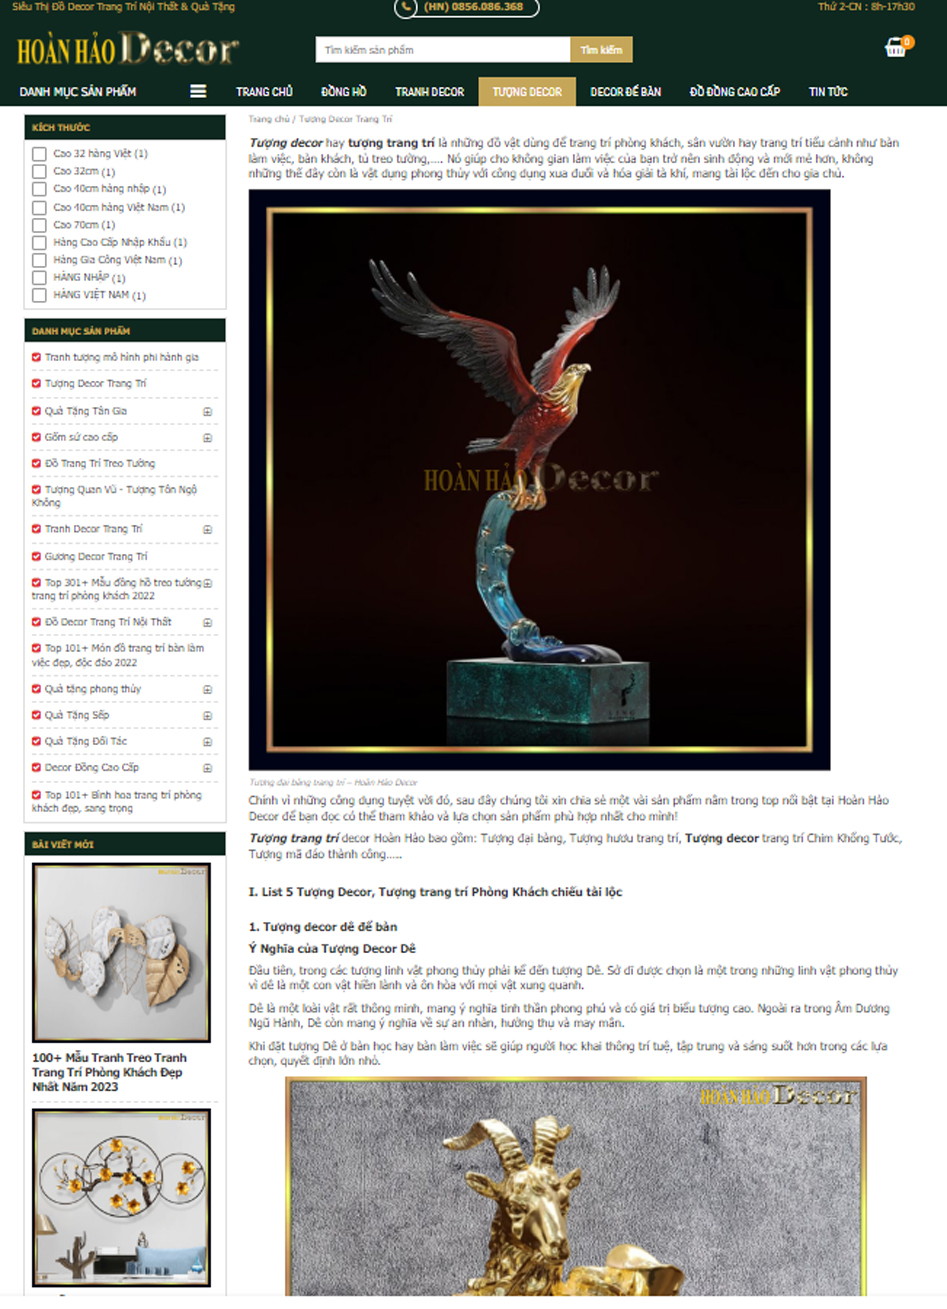 Siêu Thị Đồ Decor Trang Trí Nội Thất & Quà Tặng
(HN) 0856.086.368
Thứ 2-CN : 8h-17h30
HOÀN HẢO Decor
Tìm kiếm sản phẩm
Tìm kiếm
0
DANH MỤC SẢN PHẨM
TRANG CHỦ
ĐỒNG HỒ
TRANH DECOR
TƯỢNG DECOR
DECOR ĐỂ BÀN
ĐỒ ĐỒNG CAO CẤP
TIN TỨC
KÍCH THƯỚC
Cao 32 hàng Việt (1)
Cao 32cm (1)
Cao 40cm hàng nhập (1)
Cao 40cm hàng Việt Nam (1)
Cao 70cm (1)
Hàng Cao Cấp Nhập Khẩu (1)
Hàng Gia Công Việt Nam (1)
HÀNG NHẬP (1)
HÀNG VIỆT NAM (1)
DANH MỤC SẢN PHẨM
Tranh tượng mô hình phi hành gia
Tượng Decor Trang Trí
Quà Tặng Tân Gia
Gốm sứ cao cấp
Đồ Trang Trí Treo Tường
Tượng Quan Vũ - Tượng Tôn Ngộ
Không
Tranh Decor Trang Trí
Gương Decor Trang Trí
Top 301+ Mẫu đồng hồ treo tường
trang trí phòng khách 2022
Đồ Decor Trang Trí Nội Thất
Top 101+ Món đồ trang trí bàn làm
việc đẹp, độc đáo 2022
Quà tặng phong thủy
Quà Tặng Sếp
Quà Tặng Đối Tác
Decor Đồng Cao Cấp
Top 101+ Bình hoa trang trí phòng
khách đẹp, sang trọng
BÀI VIẾT MỚI
HOÀN HẢO Decor
100+ Mẫu Tranh Treo Tranh
Trang Trí Phòng Khách Đẹp
Nhất Năm 2023
HOÀN HẢO Decor
Trang chủ / Tượng Decor Trang Trí
Tượng decor hay tượng trang trí là những đồ vật dùng để trang trí phòng khách, sân vườn hay trang trí tiểu cảnh như bàn
làm việc, bàn khách, tủ treo tường,.... Nó giúp cho không gian làm việc của bạn trở nên sinh động và mới mẻ hơn, không
những thế đây còn là vật dụng phong thủy với công dụng xua đuổi và hóa giải tà khí, mang tài lộc đến cho gia chủ.
HOÀN HẢO Decor
Tượng đại bàng trang trí – Hoàn Hảo Decor
Chính vì những công dụng tuyệt vời đó, sau đây chúng tôi xin chia sẻ một vài sản phẩm nằm trong top nổi bật tại Hoàn Hảo
Decor để bạn đọc có thể tham khảo và lựa chọn sản phẩm phù hợp nhất cho mình!
Tượng trang trí decor Hoàn Hảo bao gồm: Tượng đại bàng, Tượng hươu trang trí, Tượng decor trang trí Chim Khổng Tước,
Tượng mã đáo thành công.....
I. List 5 Tượng Decor, Tượng trang trí Phòng Khách chiếu tài lộc
1. Tượng decor dê để bàn
Ý Nghĩa của Tượng Decor Dê
Đầu tiên, trong các tượng linh vật phong thủy phải kể đến tượng Dê. Sở dĩ được chọn là một trong những linh vật phong thủy
vì dê là một con vật hiền lành và ôn hòa với mọi vật xung quanh.
Dê là một loài vật rất thông minh, mang ý nghĩa tinh thần phong phú và có giá trị biểu tượng cao. Ngoài ra trong Âm Dương
Ngũ Hành, Dê còn mang ý nghĩa về sự an nhàn, hưởng thụ và may mắn.
Khi đặt tượng Dê ở bàn học hay bàn làm việc sẽ giúp người học khai thông trí tuệ, tập trung và sáng suốt hơn trong các lựa
chọn, quyết định lớn nhỏ.
HOÀN HẢO Decor